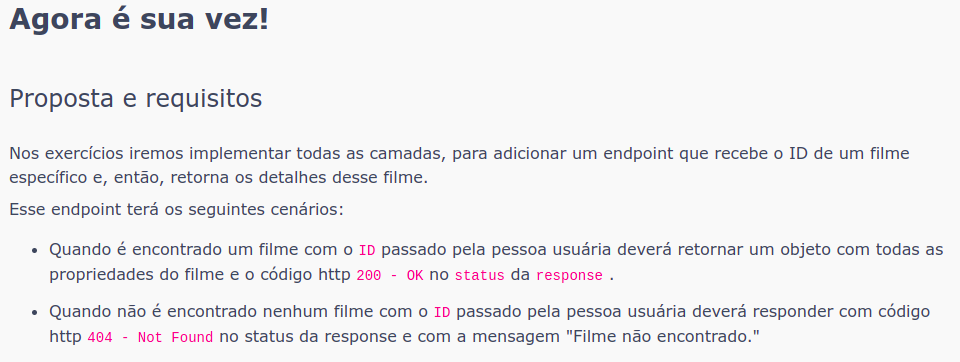 Agora é sua vez!
Proposta e requisitos
Nos exercícios iremos implementar todas as camadas, para adicionar um endpoint que recebe o ID de um filme
específico e, então, retorna os detalhes desse filme.
Esse endpoint terá os seguintes cenários:
• Quando é encontrado um filme com o ID passado pela pessoa usuária deverá retornar um objeto com todas as
propriedades do filme e o código http 200 - OK no status da response .
• Quando não é encontrado nenhum filme com o ID passado pela pessoa usuária deverá responder com código
http 404 - Not Found no status da response e com a mensagem "Filme não encontrado."